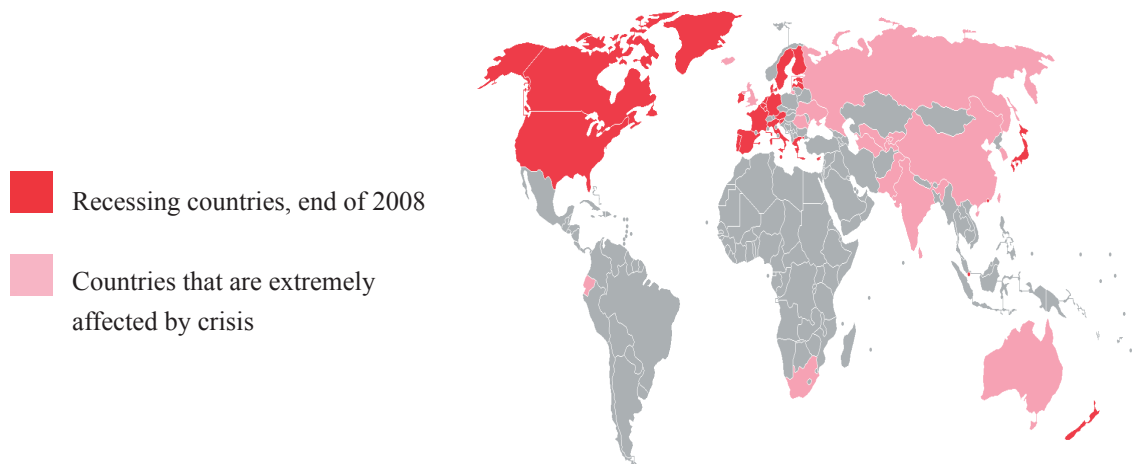 Recessing countries, end of 2008
Countries that are extremely
affected by crisis